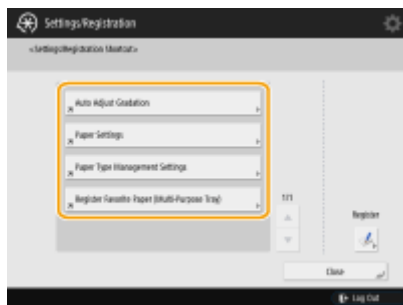 Settings/Registration
<Settings/Registration Shortcut>
Auto Adjust Gradation
Paper Settings
Paper Type Management Settings
Register Favorite Paper (Multi-Purpose Tray)
1/1
Register
Close
Log Out